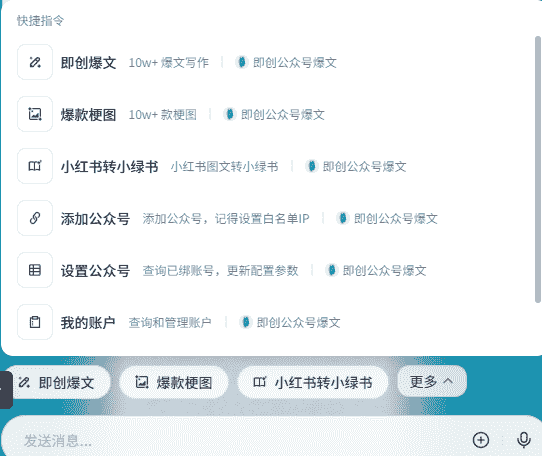 快捷指令
即创爆文 10w+ 爆文写作 即创公众号爆文
爆款梗图 10w+ 款梗图 即创公众号爆文
小红书转小绿书 小红书图文转小绿书 即创公众号爆文
添加公众号 添加公众号，记得设置白名单IP 即创公众号爆文
设置公众号 查询已绑账号，更新配置参数 即创公众号爆文
我的账户 查询和管理账户 即创公众号爆文
即创爆文 爆款梗图 小红书转小绿书 更多
发送消息...